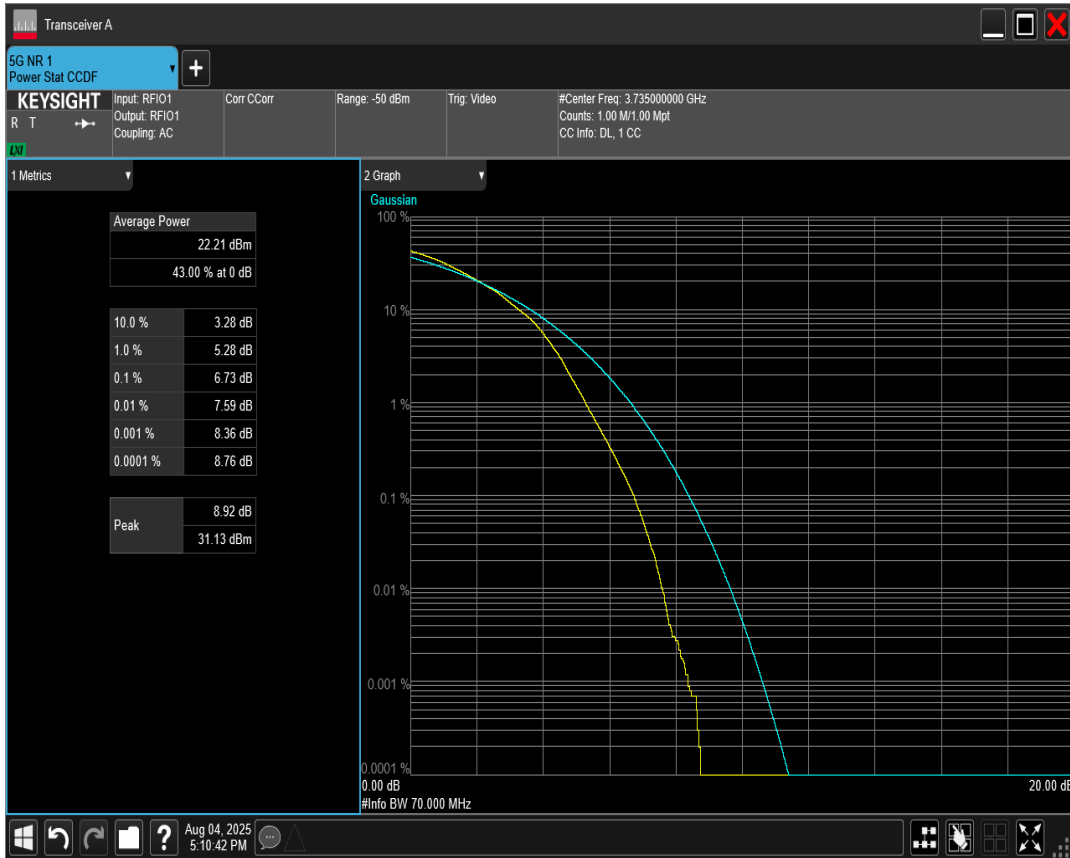 Transceiver A
5G NR 1
Power Stat CCDF
KEYSIGHT
R T
LXI
Input: RFIO1
Output: RFIO1
Coupling: AC
Corr CCorr
Range: -50 dBm
Trig: Video
#Center Freq: 3.735000000 GHz
Counts: 1.00 M/1.00 Mpt
CC Info: DL, 1 CC
1 Metrics
Average Power
22.21 dBm
43.00 % at 0 dB
10.0 % 3.28 dB
1.0 % 5.28 dB
0.1 % 6.73 dB
0.01 % 7.59 dB
0.001 % 8.36 dB
0.0001 % 8.76 dB
Peak
8.92 dB
31.13 dBm
2 Graph
Gaussian
100 %
10 %
1 %
0.1 %
0.01 %
0.001 %
0.0001 %
0.00 dB
20.00 dB
#Info BW 70.000 MHz
?
Aug 04, 2025
5:10:42 PM